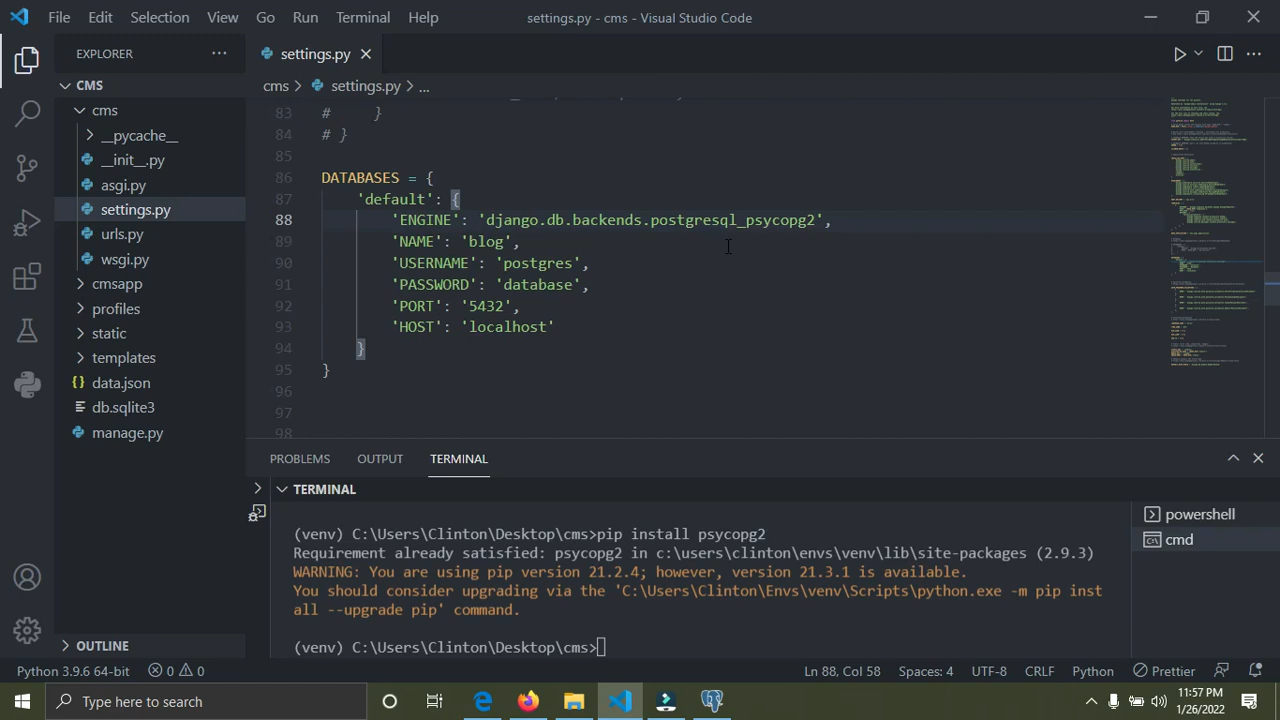 File Edit Selection View Go Run Terminal Help settings.py - cms - Visual Studio Code
EXPLORER
settings.py
CMS
cms > settings.py > ...
cms
__pycache__
__init__.py
asgi.py
settings.py
urls.py
wsgi.py
cmsapp
profiles
static
templates
data.json
db.sqlite3
manage.py
83 # }
84 # }
85
86 DATABASES = {
87 'default': {
88 'ENGINE': 'django.db.backends.postgresql_psycopg2',
89 'NAME': 'blog',
90 'USERNAME': 'postgres',
91 'PASSWORD': 'database',
92 'PORT': '5432',
93 'HOST': 'localhost'
94 }
95 }
96
97
98
PROBLEMS OUTPUT TERMINAL
TERMINAL
(venv) C:\Users\Clinton\Desktop\cms>pip install psycopg2
Requirement already satisfied: psycopg2 in c:\users\clinton\envs\venv\lib\site-packages (2.9.3)
WARNING: You are using pip version 21.2.4; however, version 21.3.1 is available.
You should consider upgrading via the 'C:\Users\Clinton\Envs\venv\Scripts\python.exe -m pip inst
all --upgrade pip' command.
(venv) C:\Users\Clinton\Desktop\cms>
powershell
cmd
OUTLINE
Python 3.9.6 64-bit 0 0 Ln 88, Col 58 Spaces: 4 UTF-8 CRLF Python Prettier
Type here to search
11:57 PM
1/26/2022